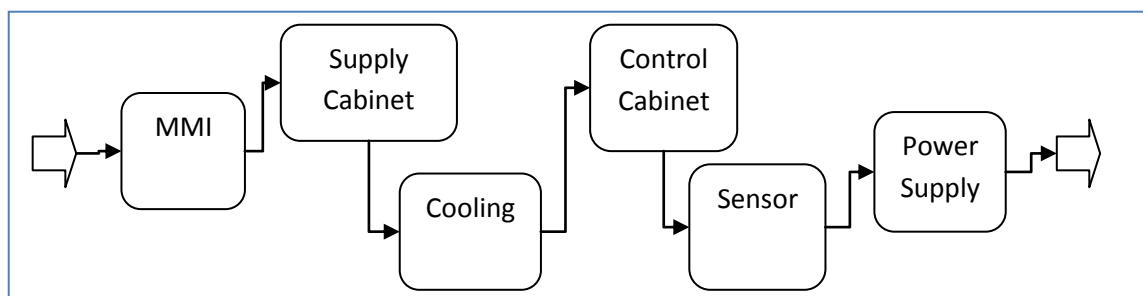 MMI
Supply
Cabinet
Cooling
Control
Cabinet
Sensor
Power
Supply